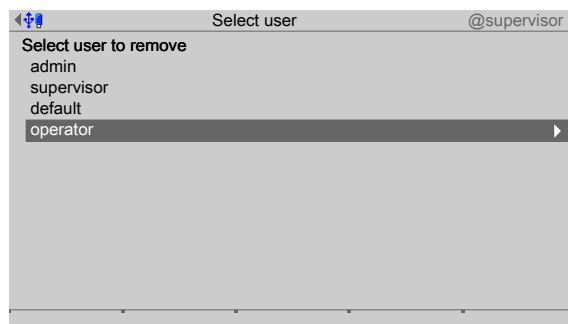 Select user @supervisor
Select user to remove
admin
supervisor
default
operator